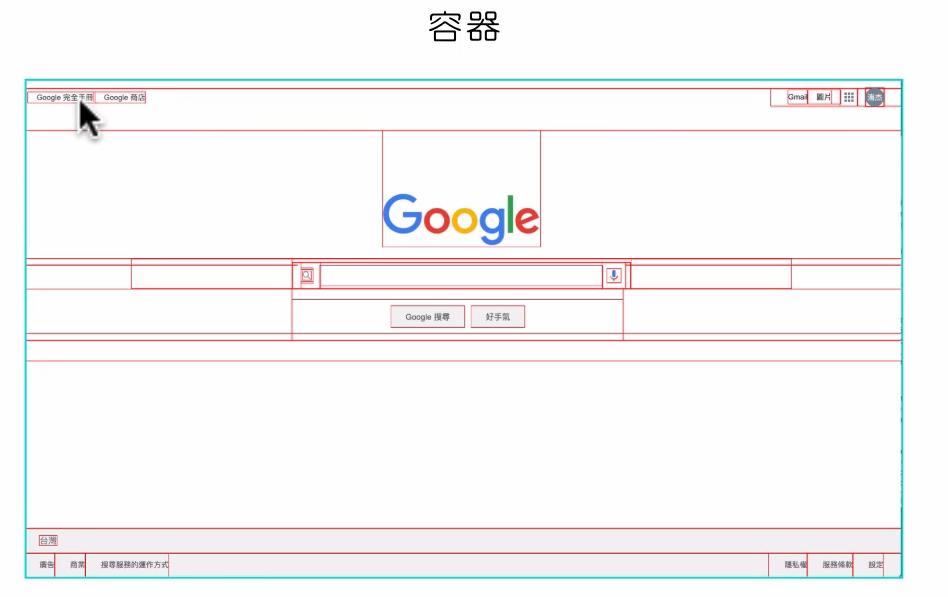 容器
Google 完全手冊 Google 商店 Gmail 圖片 海杰
Google
Google 搜尋 好手氣
台灣
廣告 商業 搜尋服務的運作方式 隱私權 服務條款 設定